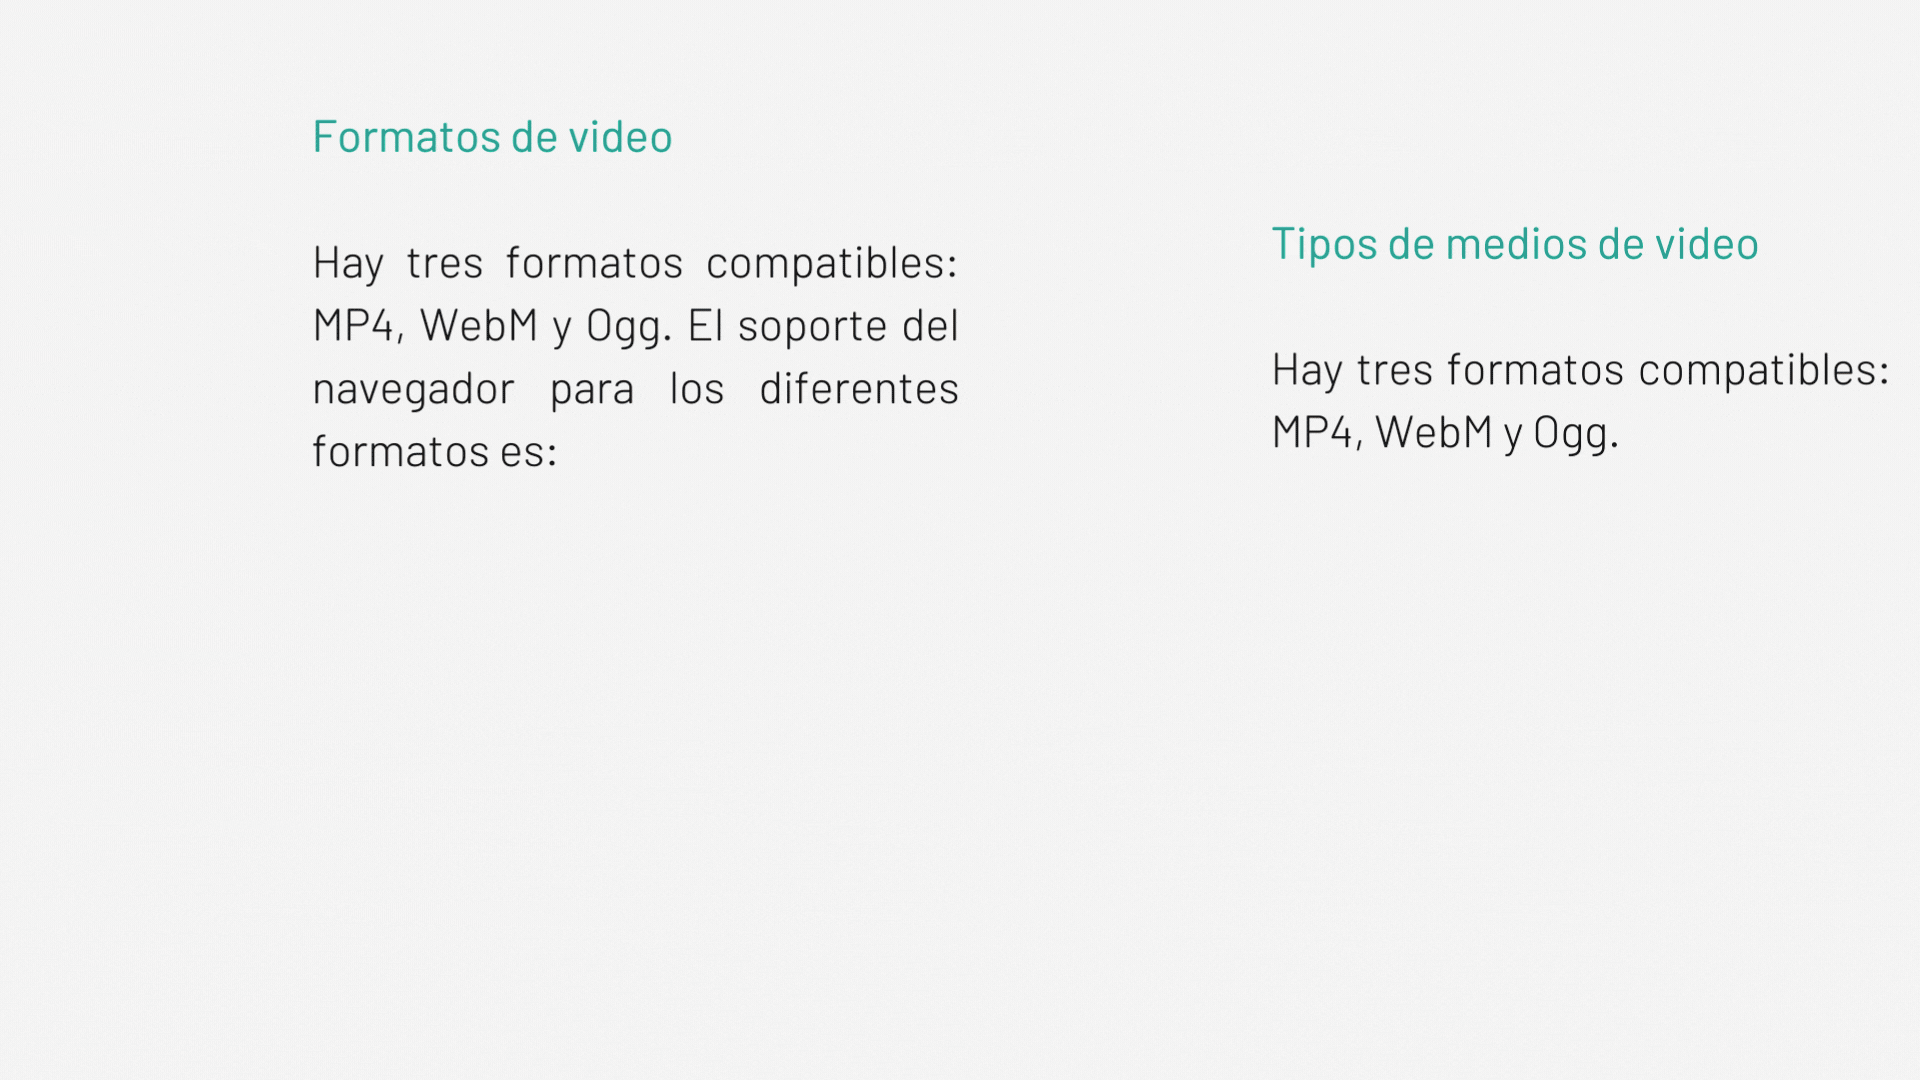 Formatos de video
Hay tres formatos compatibles:
MP4, WebM y Ogg. El soporte del
navegador para los diferentes
formatos es:
Tipos de medios de video
Hay tres formatos compatibles:
MP4, WebM y Ogg.